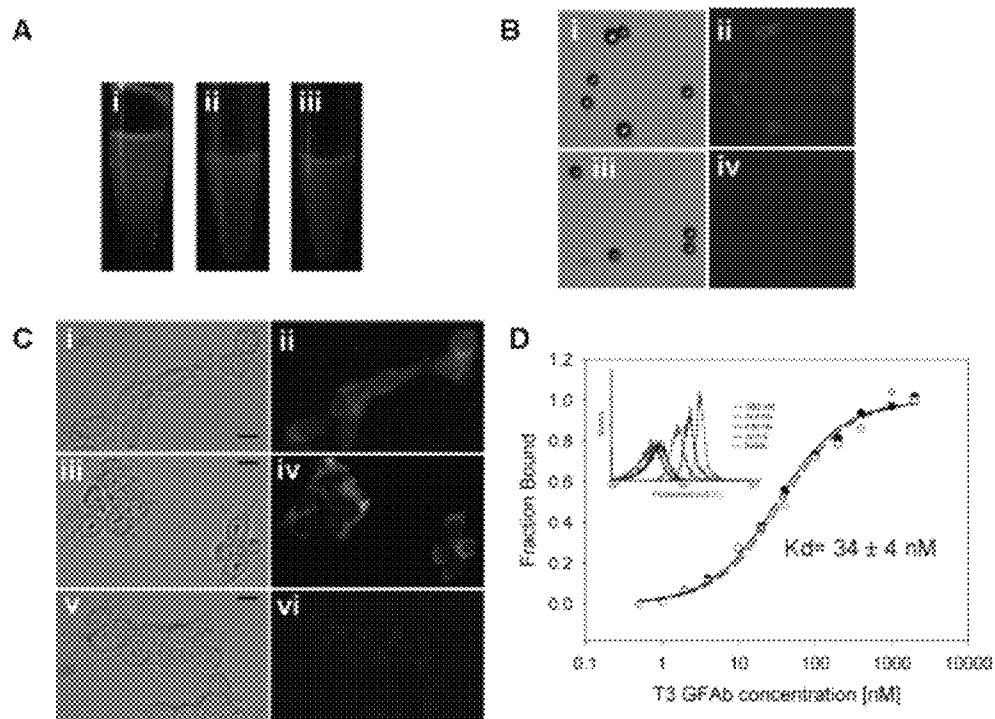 A
i
ii
iii
B
i
ii
iii
iv
C
i
ii
iii
iv
v
vi
D
1.2
1.0
0.8
0.6
0.4
0.2
0.0
Fraction Bound
Kd= 34 ± 4 nM
0.1
1
10
100
1000
10000
T3 GFAb concentration [nM]